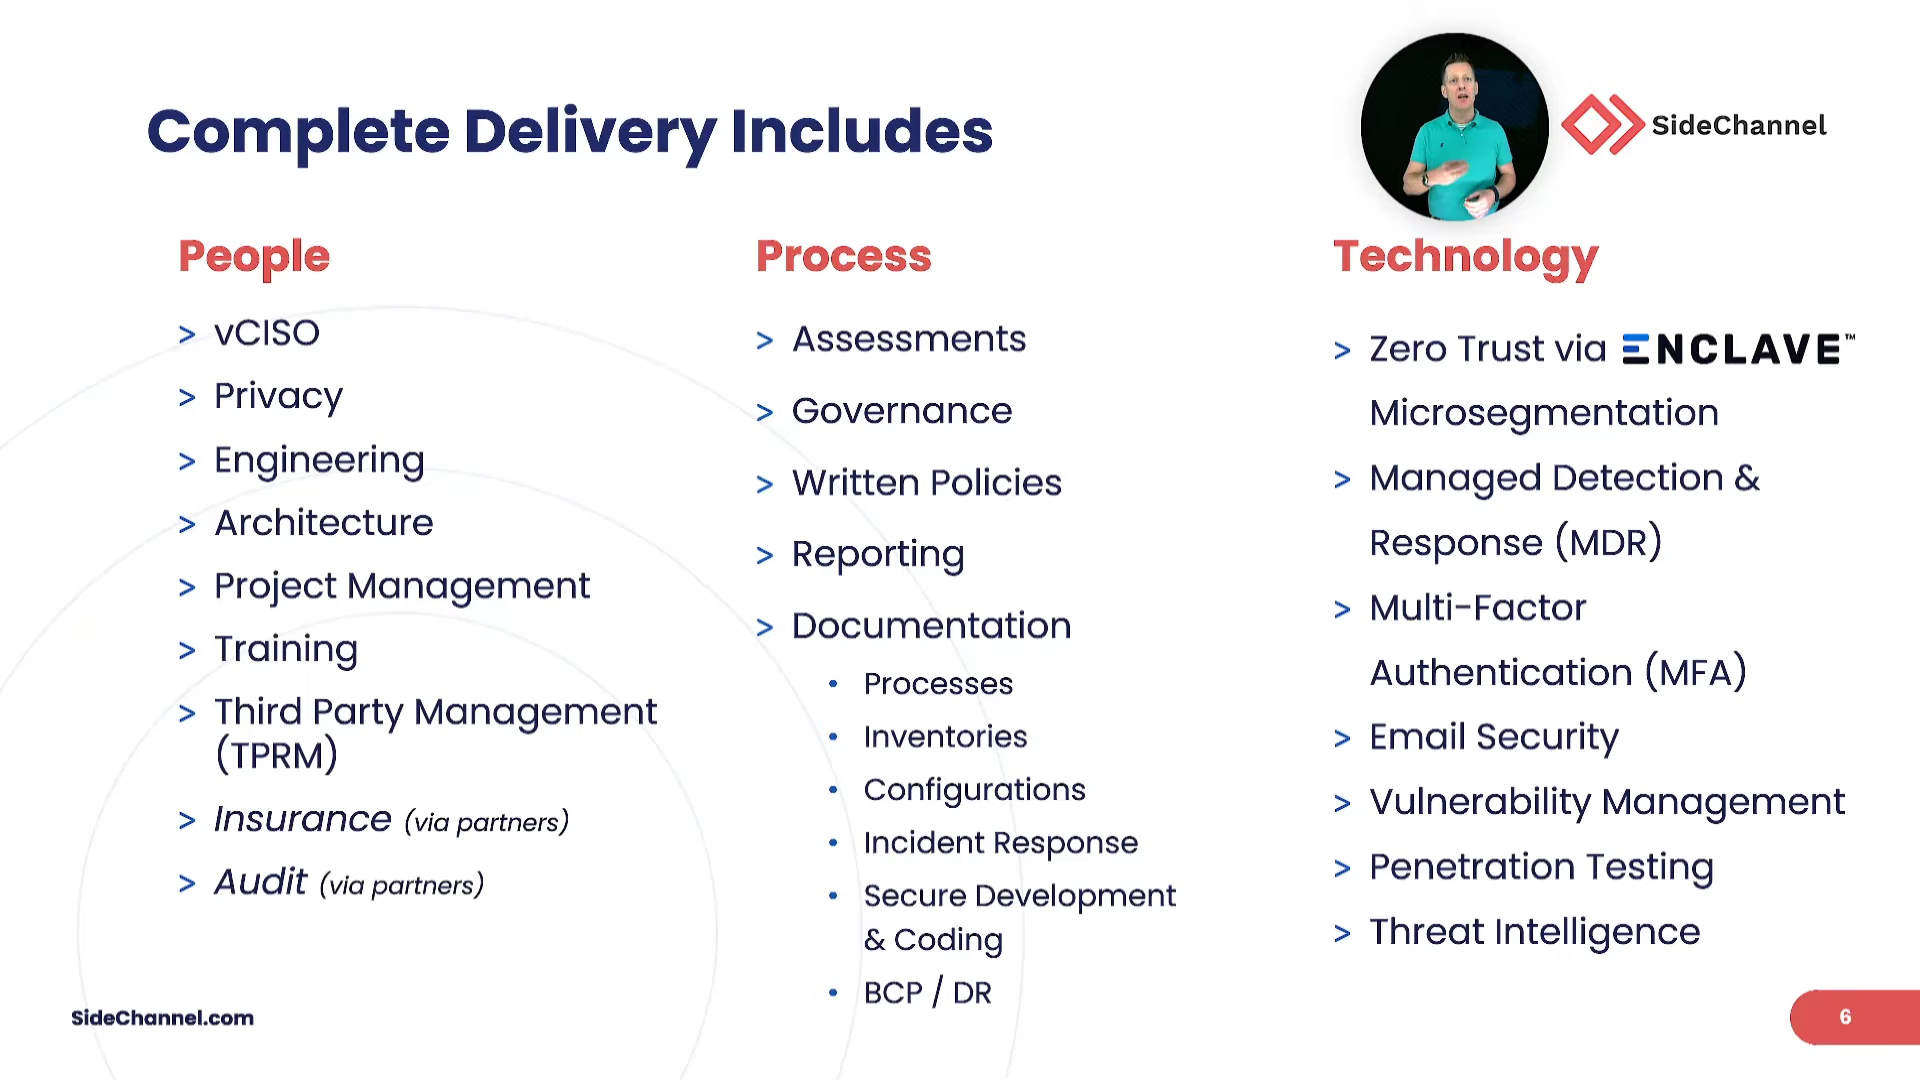 Complete Delivery Includes
SideChannel
People
> vCISO
> Privacy
> Engineering
> Architecture
> Project Management
> Training
> Third Party Management
(TPRM)
> Insurance (via partners)
> Audit (via partners)
Process
> Assessments
> Governance
> Written Policies
> Reporting
> Documentation
• Processes
• Inventories
• Configurations
• Incident Response
• Secure Development
& Coding
• BCP / DR
Technology
> Zero Trust via ENCLAVE™
Microsegmentation
> Managed Detection &
Response (MDR)
> Multi-Factor
Authentication (MFA)
> Email Security
> Vulnerability Management
> Penetration Testing
> Threat Intelligence
SideChannel.com
6